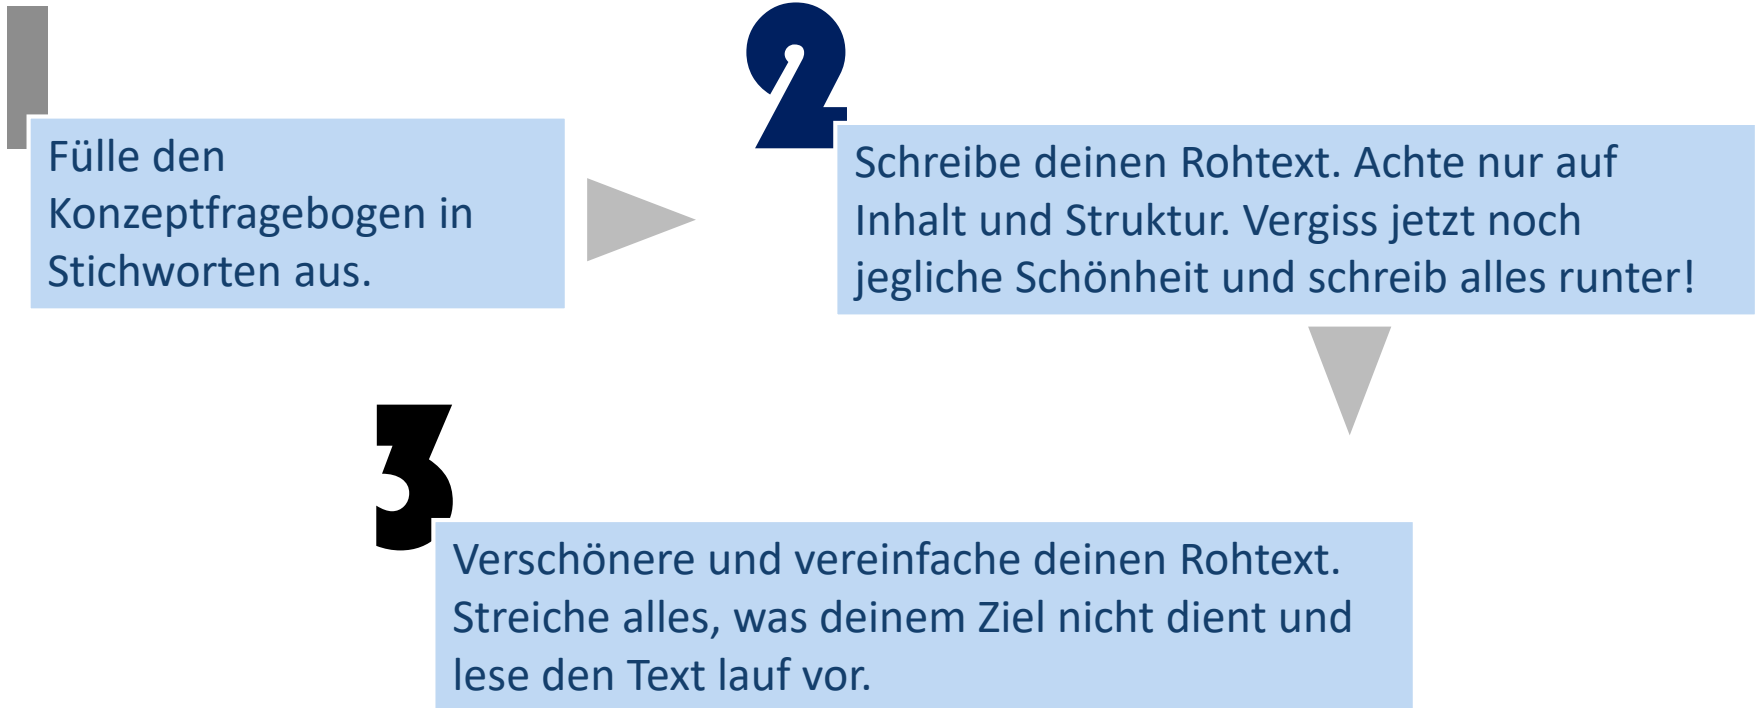 1
Fülle den
Konzeptfragebogen in
Stichworten aus.
2
Schreibe deinen Rohtext. Achte nur auf
Inhalt und Struktur. Vergiss jetzt noch
jegliche Schönheit und schreib alles runter!
3
Verschönere und vereinfache deinen Rohtext.
Streiche alles, was deinem Ziel nicht dient und
lese den Text lauf vor.